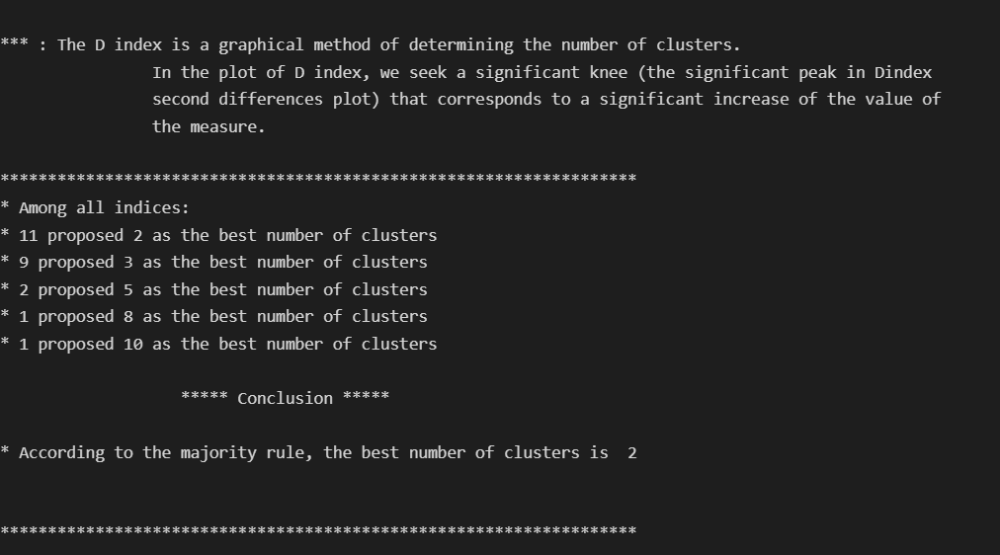 *** : The D index is a graphical method of determining the number of clusters.
In the plot of D index, we seek a significant knee (the significant peak in Dindex
second differences plot) that corresponds to a significant increase of the value of
the measure.
*******************************************************************
* Among all indices:
* 11 proposed 2 as the best number of clusters
* 9 proposed 3 as the best number of clusters
* 2 proposed 5 as the best number of clusters
* 1 proposed 8 as the best number of clusters
* 1 proposed 10 as the best number of clusters
***** Conclusion *****
* According to the majority rule, the best number of clusters is  2
*******************************************************************